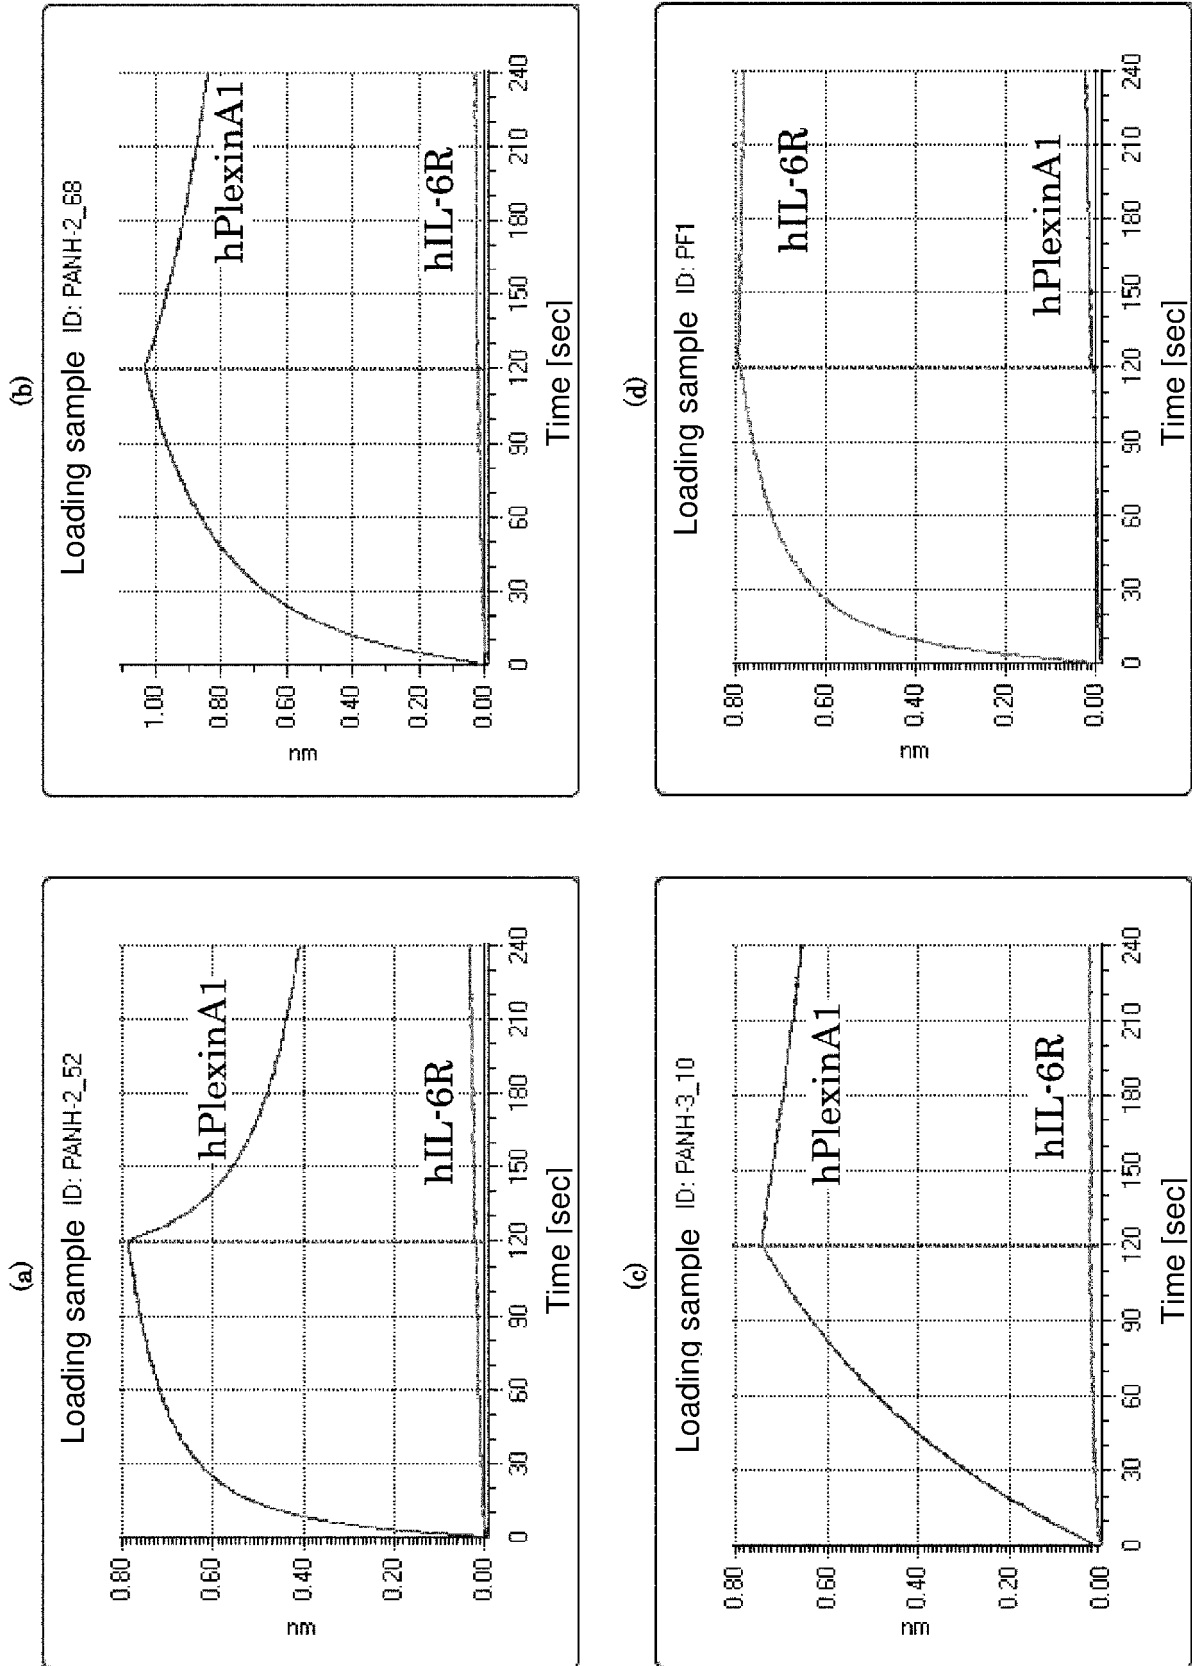 (a)
Loading sample ID: PANH-2_52
0.80
0.60
0.40
0.20
0.00
nm
hPlexinA1
hIL-6R
0 30 60 90 120 150 180 210 240
Time [sec]
(b)
Loading sample ID: PANH-2_68
1.00
0.80
0.60
0.40
0.20
0.00
nm
hPlexinA1
hIL-6R
0 30 60 90 120 150 180 210 240
Time [sec]
(c)
Loading sample ID: PANH-3_10
0.80
0.60
0.40
0.20
0.00
nm
hPlexinA1
hIL-6R
0 30 60 90 120 150 180 210 240
Time [sec]
(d)
Loading sample ID: PF1
0.80
0.60
0.40
0.20
0.00
nm
hIL-6R
hPlexinA1
0 30 60 90 120 150 180 210 240
Time [sec]